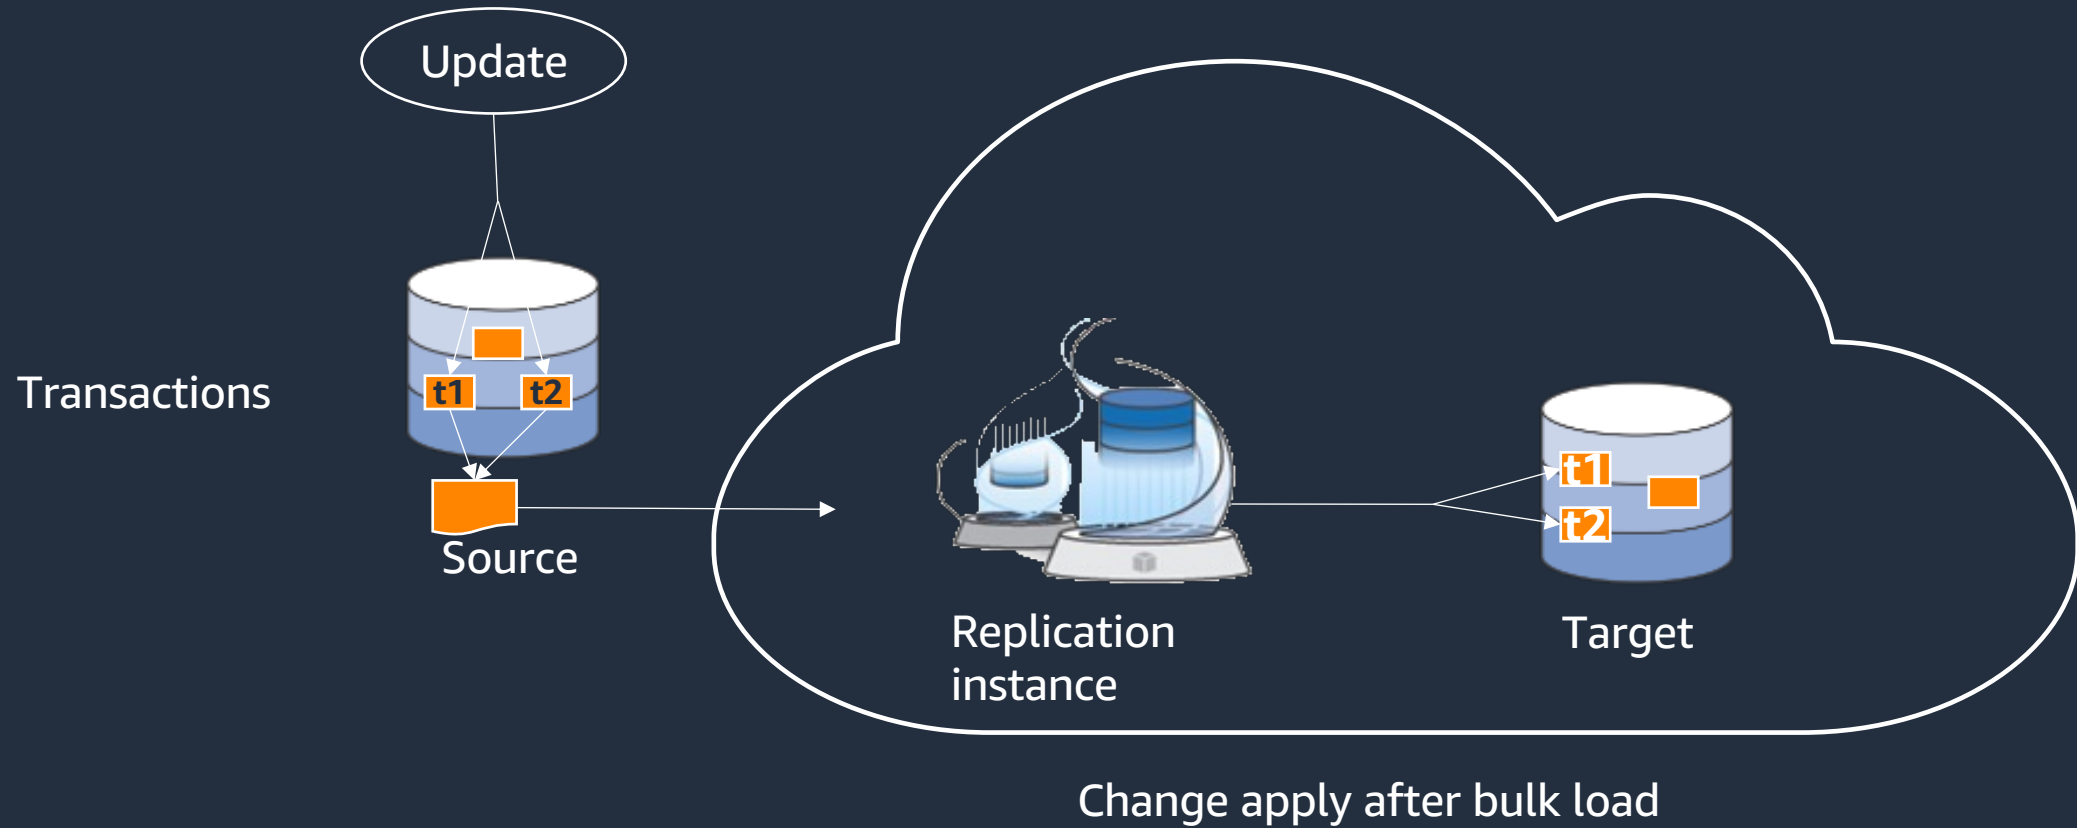 Update
Transactions
t1
t2
Source
Replication
instance
t1
t2
Target
Change apply after bulk load